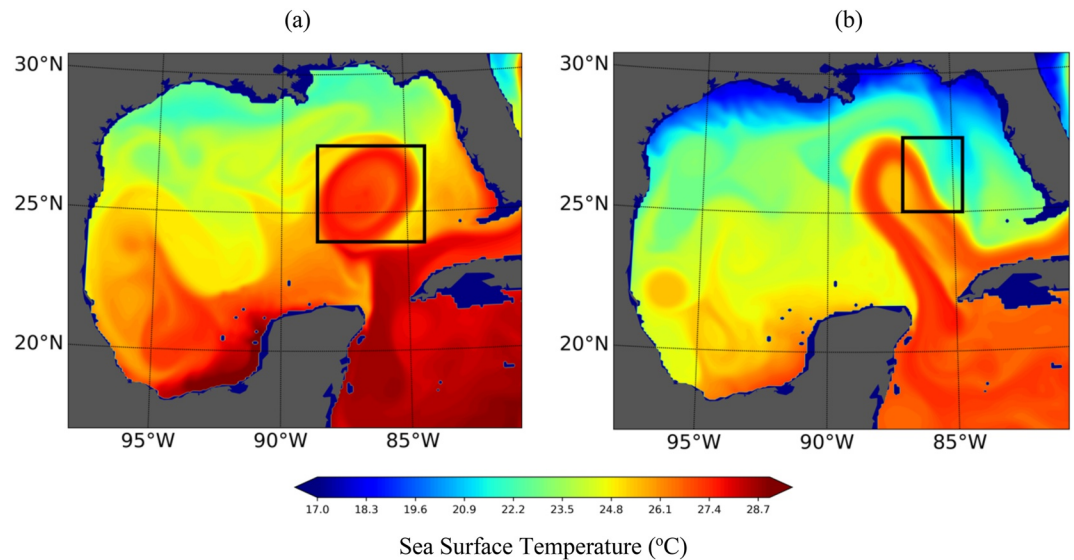 (a) (b)
30°N 30°N
25°N 25°N
20°N 20°N
95°W 90°W 85°W 95°W 90°W 85°W
17.0 18.3 19.6 20.9 22.2 23.5 24.8 26.1 27.4 28.7
Sea Surface Temperature (ºC)